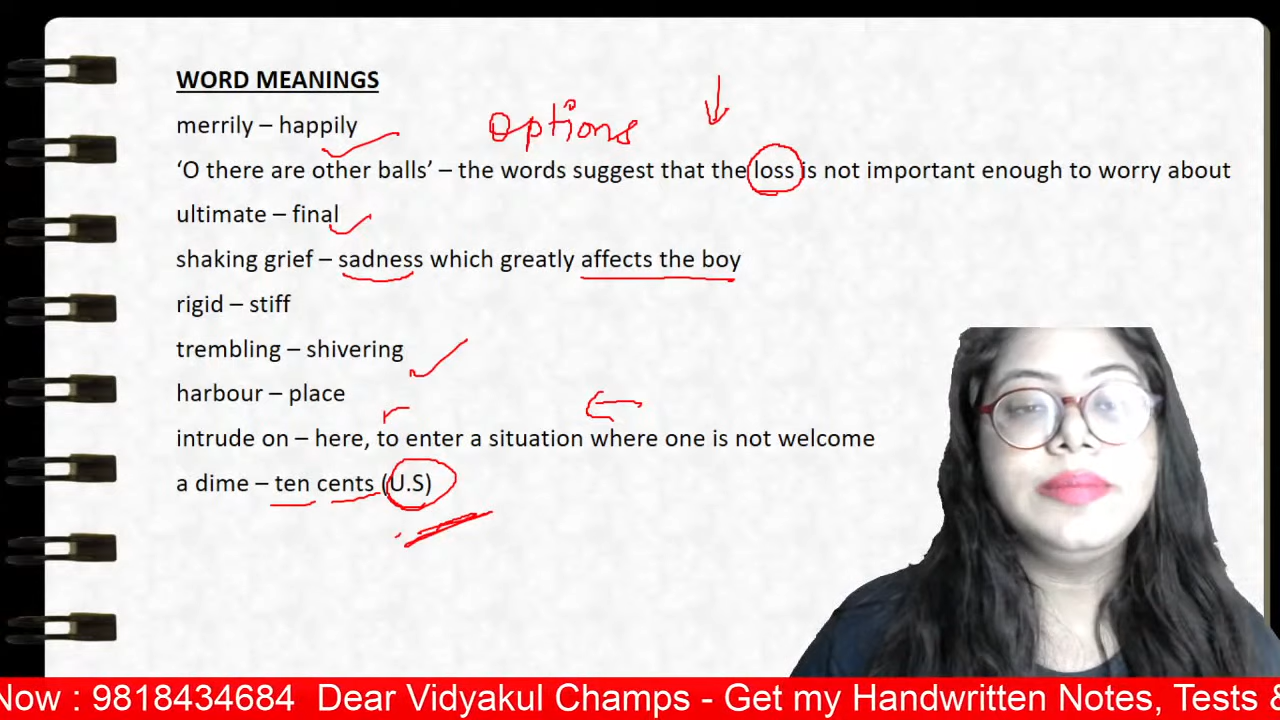 WORD MEANINGS
merrily – happily
options
‘O there are other balls’ – the words suggest that the loss is not important enough to worry about
ultimate – final
shaking grief – sadness which greatly affects the boy
rigid – stiff
trembling – shivering
harbour – place
intrude on – here, to enter a situation where one is not welcome
a dime – ten cents (U.S)
Now : 9818434684 Dear Vidyakul Champs - Get my Handwritten Notes, Tests &